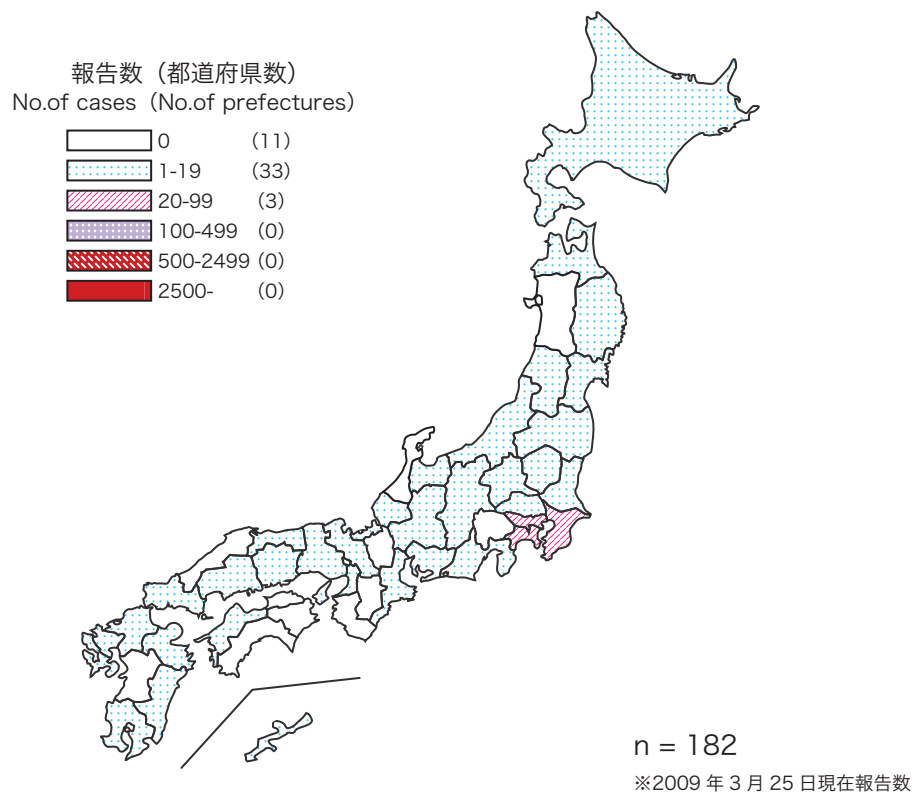 報告数（都道府県数）
No.of cases（No.of prefectures）
0 （11）
1-19 （33）
20-99 （3）
100-499 （0）
500-2499（0）
2500- （0）
n = 182
※2009 年 3 月 25 日現在報告数